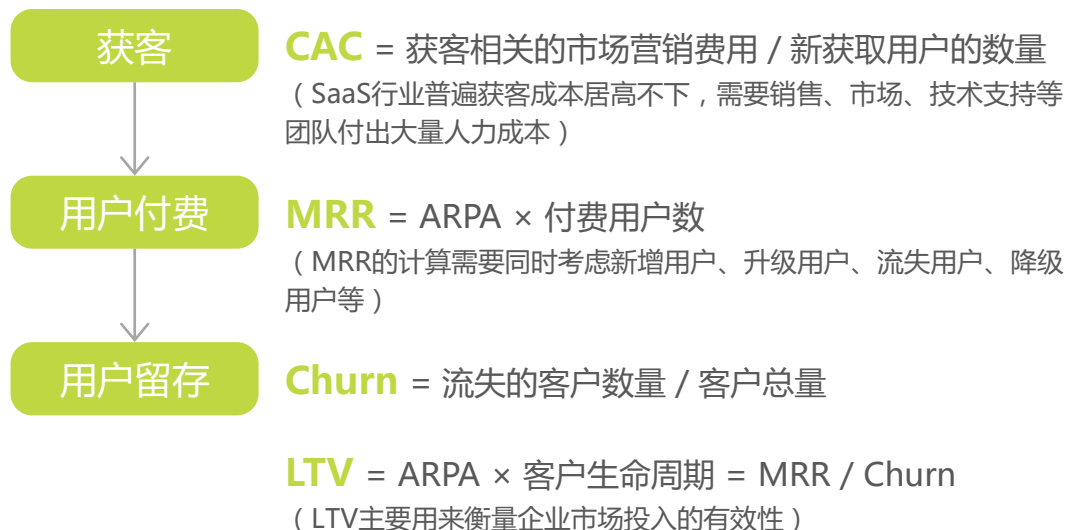 获客
CAC = 获客相关的市场营销费用 / 新获取用户的数量
（SaaS行业普遍获客成本居高不下，需要销售、市场、技术支持等
团队付出大量人力成本）
用户付费
MRR = ARPA × 付费用户数
（MRR的计算需要同时考虑新增用户、升级用户、流失用户、降级
用户等）
用户留存
Churn = 流失的客户数量 / 客户总量
LTV = ARPA × 客户生命周期 = MRR / Churn
（LTV主要用来衡量企业市场投入的有效性）